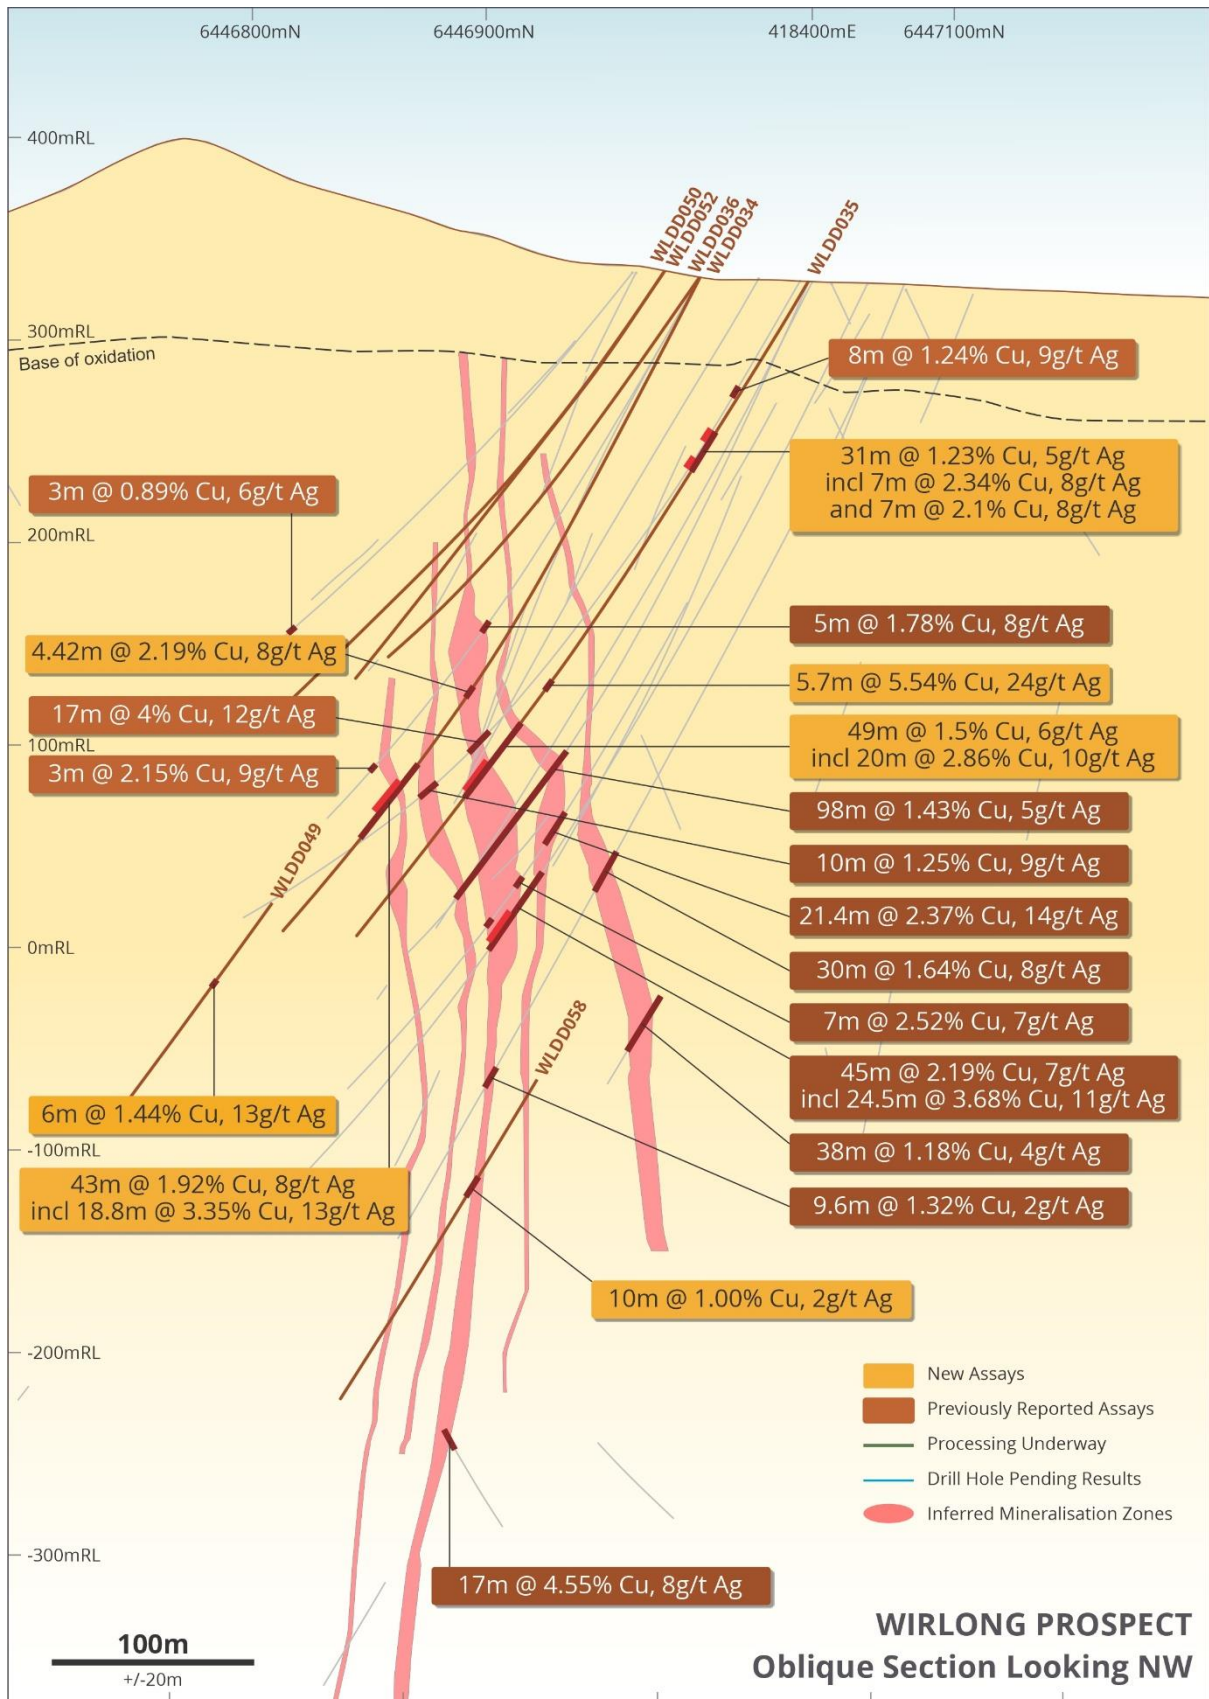 6446800mN
6446900mN
418400mE
6447100mN
400mRL
WLDD050
WLDD052
WLDD036
WLDD034
WLDD035
300mRL
Base of oxidation
8m @ 1.24% Cu, 9g/t Ag
31m @ 1.23% Cu, 5g/t Ag
incl 7m @ 2.34% Cu, 8g/t Ag
and 7m @ 2.1% Cu, 8g/t Ag
3m @ 0.89% Cu, 6g/t Ag
200mRL
5m @ 1.78% Cu, 8g/t Ag
4.42m @ 2.19% Cu, 8g/t Ag
5.7m @ 5.54% Cu, 24g/t Ag
17m @ 4% Cu, 12g/t Ag
100mRL
49m @ 1.5% Cu, 6g/t Ag
incl 20m @ 2.86% Cu, 10g/t Ag
3m @ 2.15% Cu, 9g/t Ag
98m @ 1.43% Cu, 5g/t Ag
WLDD049
10m @ 1.25% Cu, 9g/t Ag
21.4m @ 2.37% Cu, 14g/t Ag
0mRL
30m @ 1.64% Cu, 8g/t Ag
7m @ 2.52% Cu, 7g/t Ag
WLDD058
45m @ 2.19% Cu, 7g/t Ag
incl 24.5m @ 3.68% Cu, 11g/t Ag
6m @ 1.44% Cu, 13g/t Ag
-100mRL
38m @ 1.18% Cu, 4g/t Ag
43m @ 1.92% Cu, 8g/t Ag
incl 18.8m @ 3.35% Cu, 13g/t Ag
9.6m @ 1.32% Cu, 2g/t Ag
10m @ 1.00% Cu, 2g/t Ag
-200mRL
New Assays
Previously Reported Assays
Processing Underway
Drill Hole Pending Results
Inferred Mineralisation Zones
-300mRL
17m @ 4.55% Cu, 8g/t Ag
100m
+/-20m
WIRLONG PROSPECT
Oblique Section Looking NW